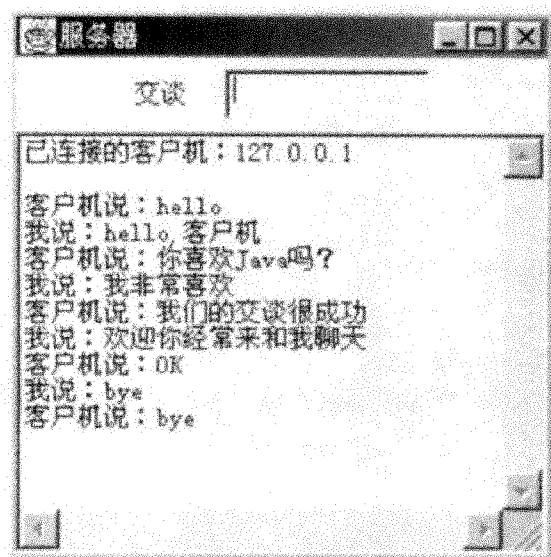 服务器
交谈
已连接的客户机：127.0.0.1
客户机说：hello
我说：hello,客户机
客户机说：你喜欢Java吗？
我说：我非常喜欢
客户机说：我们的交谈很成功
我说：欢迎你经常来和我聊天
客户机说：OK
我说：bye
客户机说：bye